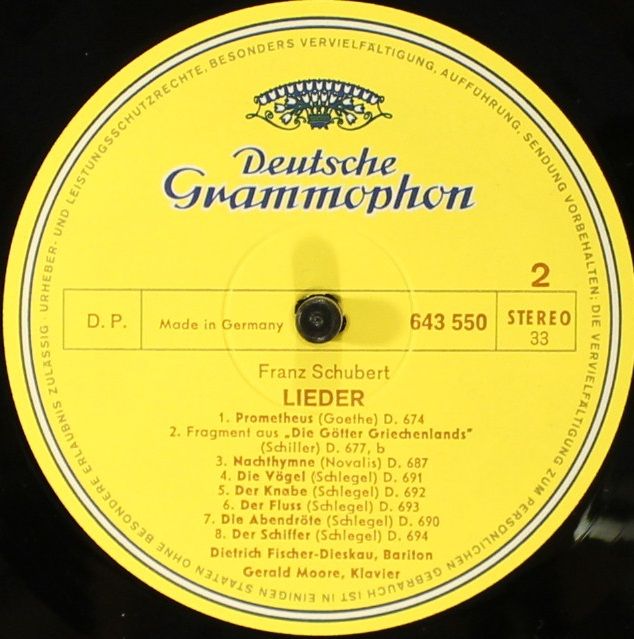 URHEBER- UND LEISTUNGSSCHUTZRECHTE, BESONDERS VERVIELFÄLTIGUNG, AUFFÜHRUNG, SENDUNG VORBEHALTEN; DIE VERVIELFÄLTIGUNG ZUM PERSÖNLICHEN GEBRAUCH IST IN EINIGEN STAATEN OHNE BESONDERE ERLAUBNIS ZULÄSSIG ·
Deutsche
Grammophon
2
D. P.
Made in Germany
643 550
STEREO
33
Franz Schubert
LIEDER
1. Prometheus (Goethe) D. 674
2. Fragment aus „Die Götter Griechenlands"
(Schiller) D. 677, b
3. Nachthymne (Novalis) D. 687
4. Die Vögel (Schlegel) D. 691
5. Der Knabe (Schlegel) D. 692
6. Der Fluss (Schlegel) D. 693
7. Die Abendröte (Schlegel) D. 690
8. Der Schiffer (Schlegel) D. 694
Dietrich Fischer-Dieskau, Bariton
Gerald Moore, Klavier